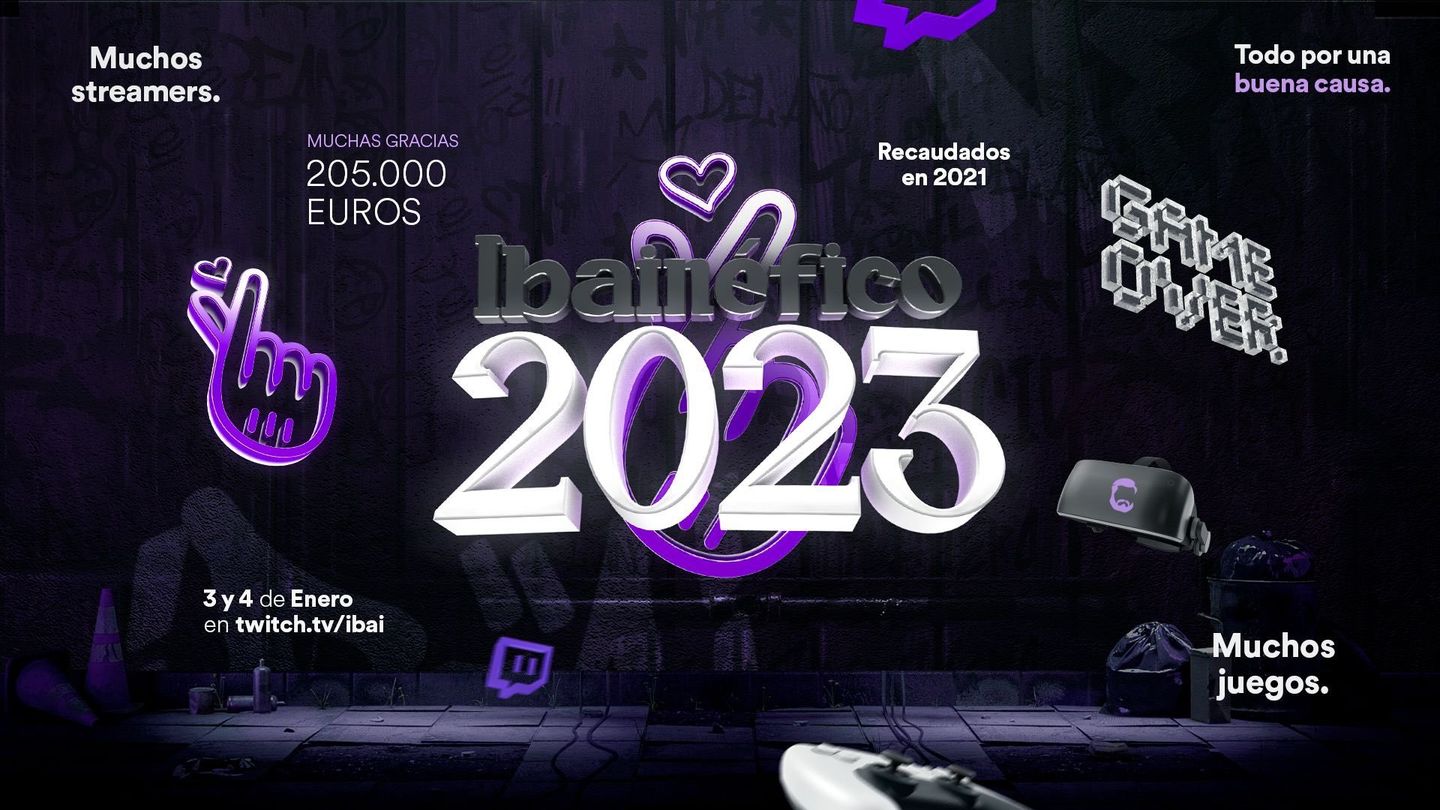 Muchos
streamers.
Todo por una
buena causa.
MUCHAS GRACIAS
205.000
EUROS
Recaudados
en 2021
GAME
OVER.
Ibainéfico
2023
3 y 4 de Enero
en twitch.tv/ibai
Muchos
juegos.